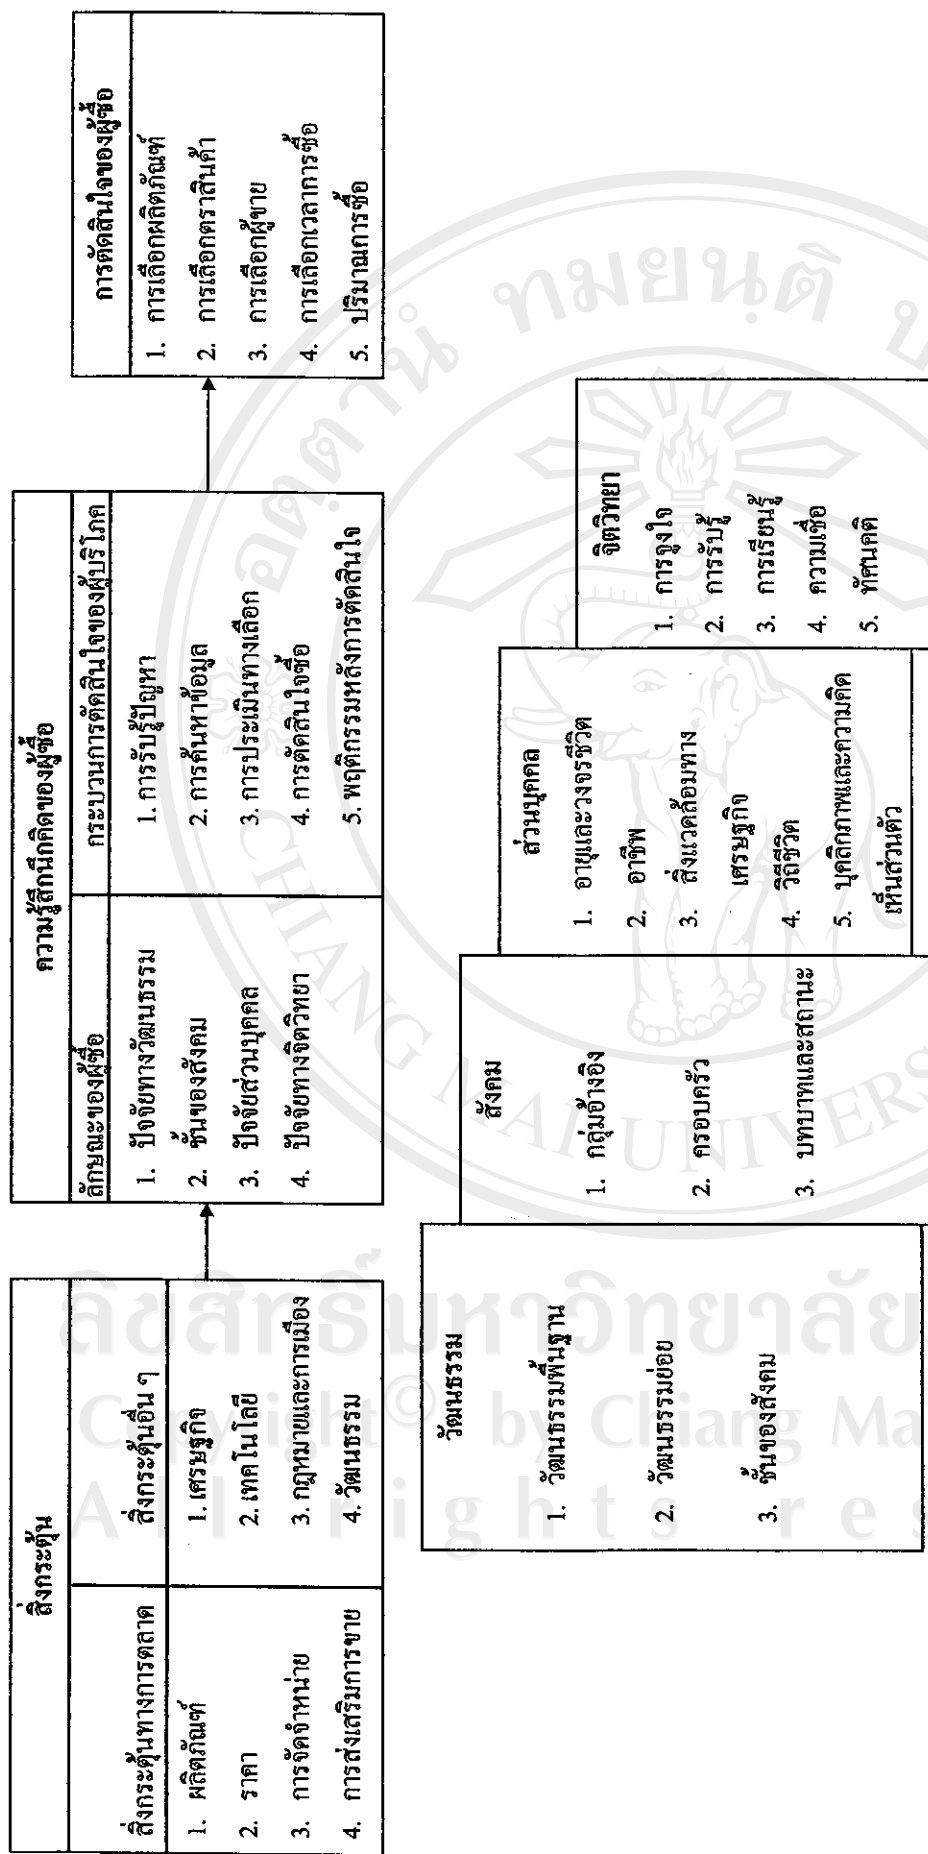 สิ่งกระตุ้น
สิ่งกระตุ้นทางการตลาด
1. ผลิตภัณฑ์
2. ราคา
3. การจัดจำหน่าย
4. การส่งเสริมการขาย
สิ่งกระตุ้นอื่น ๆ
1. เศรษฐกิจ
2. เทคโนโลยี
3. กฎหมายและการเมือง
4. วัฒนธรรม
ความรู้สึกนึกคิดของผู้ซื้อ
ลักษณะของผู้ซื้อ
1. ปัจจัยทางวัฒนธรรม
2. ชั้นของสังคม
3. ปัจจัยส่วนบุคคล
4. ปัจจัยทางจิตวิทยา
กระบวนการตัดสินใจของผู้บริโภค
1. การรับรู้ปัญหา
2. การค้นหาข้อมูล
3. การประเมินทางเลือก
4. การตัดสินใจซื้อ
5. พฤติกรรมหลังการตัดสินใจ
การตัดสินใจของผู้ซื้อ
1. การเลือกผลิตภัณฑ์
2. การเลือกตราสินค้า
3. การเลือกผู้ขาย
4. การเลือกเวลาการซื้อ
5. ปริมาณการซื้อ
วัฒนธรรม
1. วัฒนธรรมพื้นฐาน
2. วัฒนธรรมย่อย
3. ชั้นของสังคม
สังคม
1. กลุ่มอ้างอิง
2. ครอบครัว
3. บทบาทและสถานะ
ส่วนบุคคล
1. อายุและวงจรชีวิต
2. อาชีพ
3. สิ่งแวดล้อมทาง
เศรษฐกิจ
4. วิถีชีวิต
5. บุคลิกภาพและความคิด
เห็นส่วนตัว
จิตวิทยา
1. การจูงใจ
2. การรับรู้
3. การเรียนรู้
4. ความเชื่อ
5. ทัศนคติ
ลิขสิทธิ์มหาวิทยาลัย
Copyright© by Chiang Ma
All rights res
CHIANG MAI UNIVERS